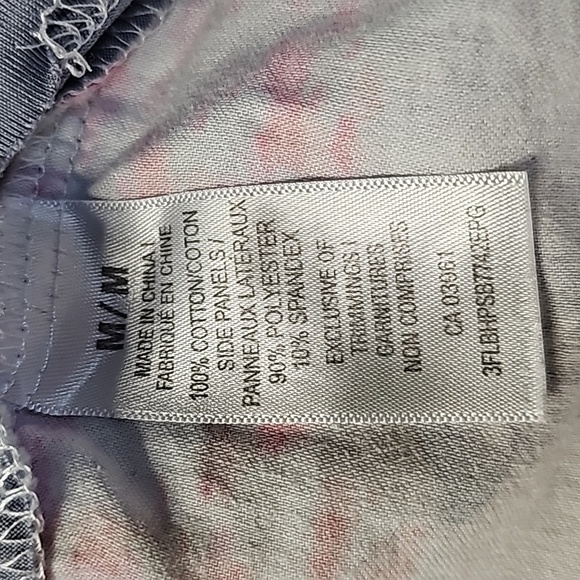 M/M
MADE IN CHINA /
FABRIQUÉ EN CHINE
100% COTTON/COTON
SIDE PANELS /
PANNEAUX LATÉRAUX
90% POLYESTER
10% SPANDEX
EXCLUSIVE OF
TRIMMINGS /
GARNITURES
NON COMPRISES
CA 03961
3FLBHPSB774ZEPG